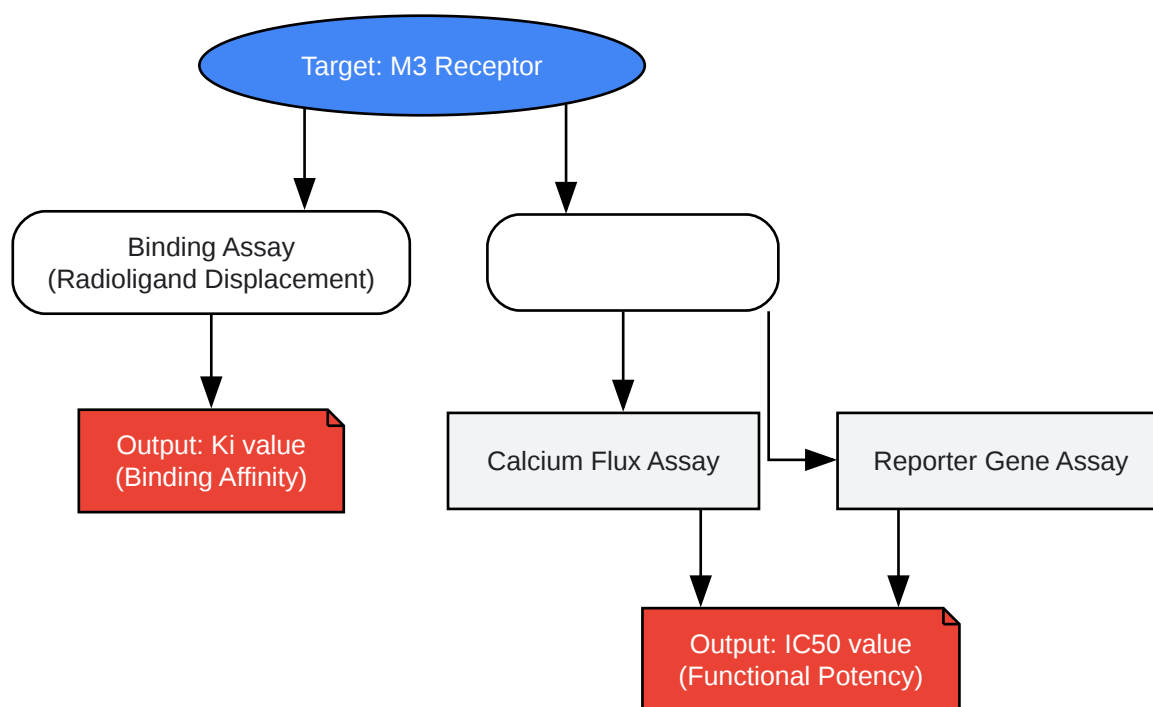 Target: M3 Receptor
Binding Assay
(Radioligand Displacement)
Output: Ki value
(Binding Affinity)
Calcium Flux Assay
Reporter Gene Assay
Output: IC50 value
(Functional Potency)